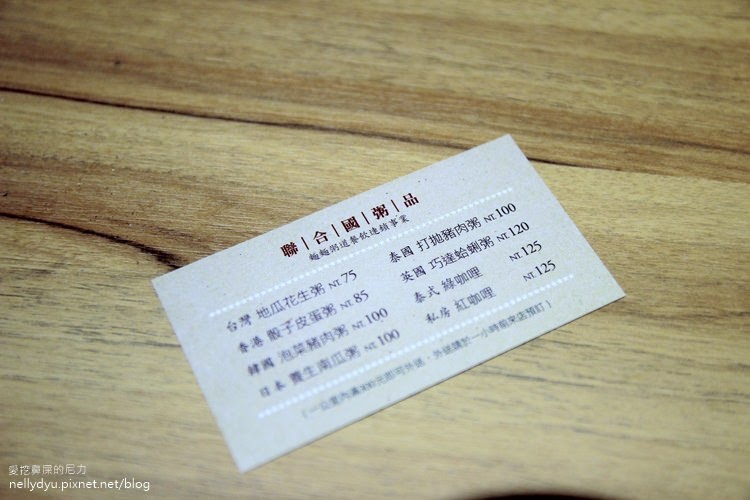 聯|合|國|粥|品
麵麵粥道餐飲連鎖事業
台灣 地瓜花生粥 NT.75
香港 骰子皮蛋粥 NT.85
韓國 泡菜豬肉粥 NT.100
日本 養生南瓜粥 NT.100
泰國 打拋豬肉粥 NT.100
英國 巧達蛤蜊粥 NT.120
泰式 綠咖哩 NT.125
私房 紅咖哩 NT.125
愛挖鼻屎的尼力
nellydyu.pixnet.net/blog